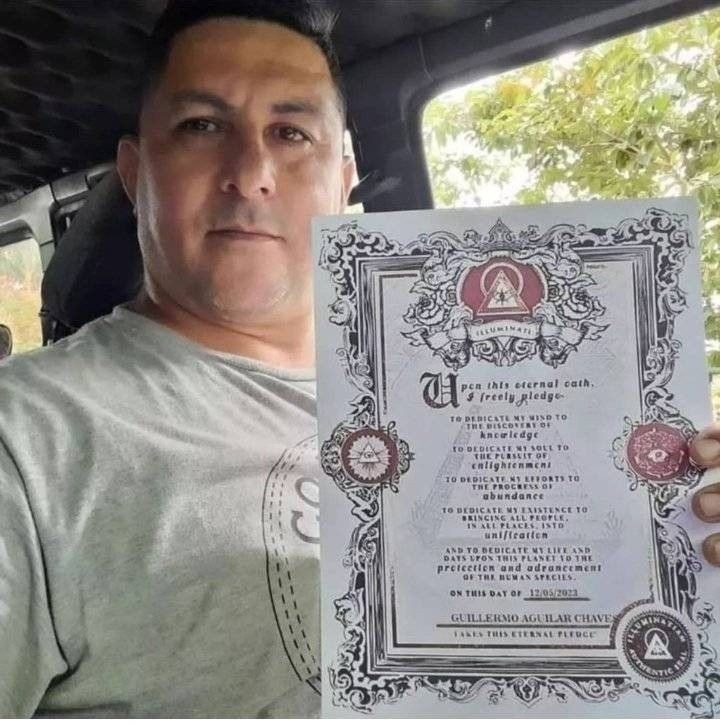 ILLUMINATI
Upon this eternal oath,
I freely pledge
TO DEDICATE MY MIND TO
THE DISCOVERY OF
knowledge
TO DEDICATE MY SOUL TO
THE PURSUIT OF
enlightenment
TO DEDICATE MY EFFORTS TO
THE PROGRESS OF
abundance
TO DEDICATE MY EXISTENCE TO
BRINGING ALL PEOPLE,
IN ALL PLACES, INTO
unification
AND TO DEDICATE MY LIFE AND
DAYS UPON THIS PLANET TO THE
protection and advancement
OF THE HUMAN SPECIES.
ON THIS DAY OF 12/05/2023
GUILLERMO AGUILAR CHAVE
TAKES THIS ETERNAL PLEDGE
ILLUMINATI